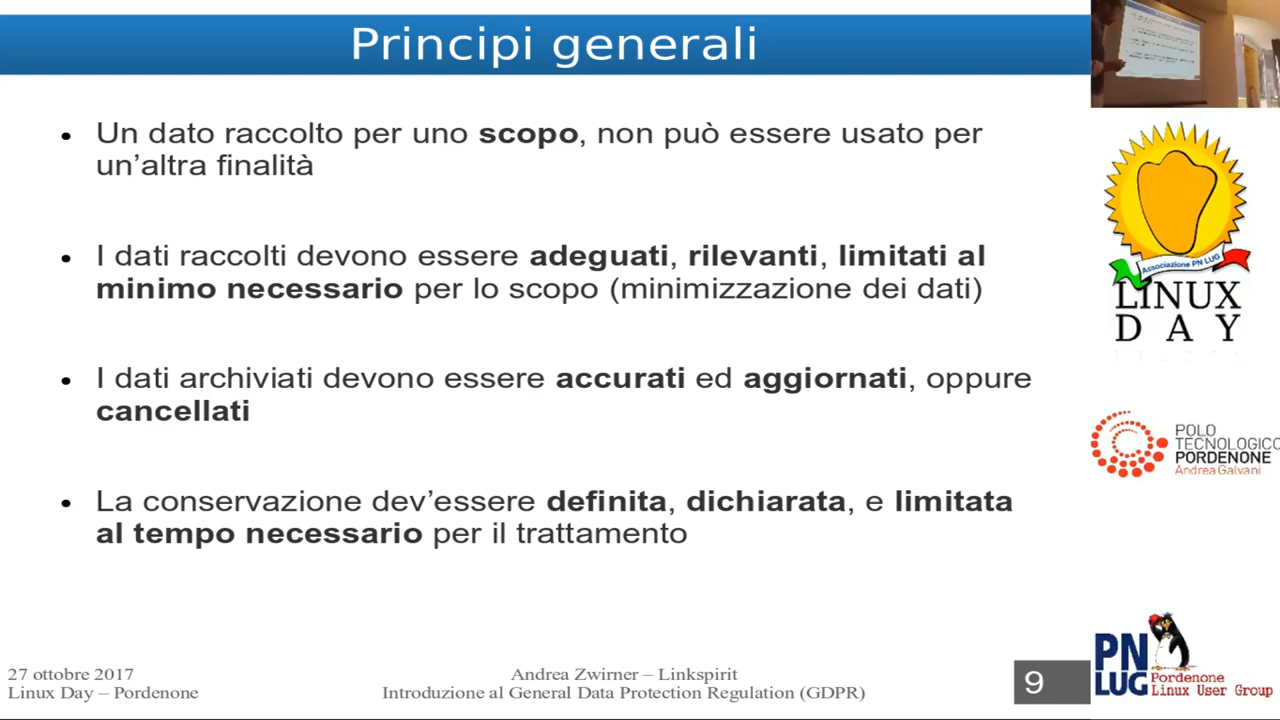 Principi generali
Un dato raccolto per uno scopo, non può essere usato per
un’altra finalità
I dati raccolti devono essere adeguati, rilevanti, limitati al
minimo necessario per lo scopo (minimizzazione dei dati)
I dati archiviati devono essere accurati ed aggiornati, oppure
cancellati
La conservazione dev’essere definita, dichiarata, e limitata
al tempo necessario per il trattamento
27 ottobre 2017
Linux Day – Pordenone
Andrea Zwirner – Linkspirit
Introduzione al General Data Protection Regulation (GDPR)
9
Associazione PN LUG
LINUX
DAY
POLO
TECNOLOGICO
PORDENONE
Andrea Galvani
PN
LUG
Pordenone
Linux User Group